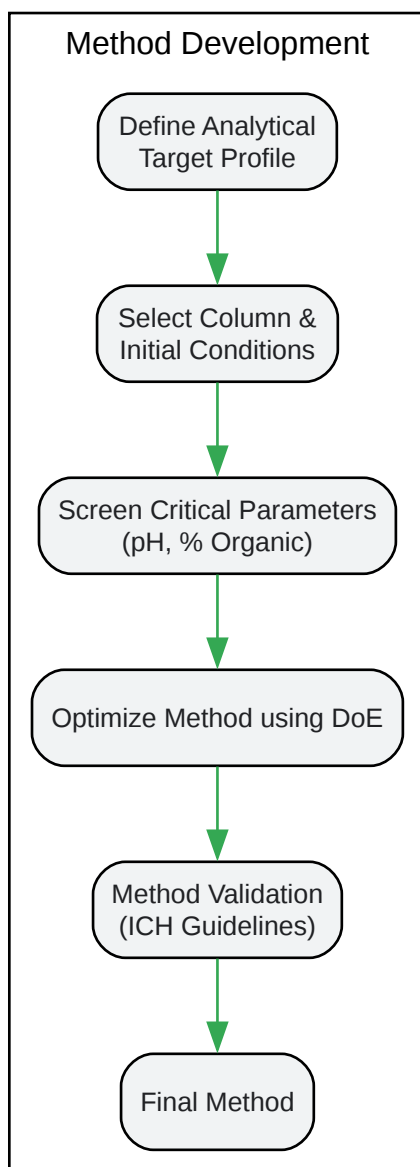 Method Development
Define Analytical
Target Profile
Select Column &
Initial Conditions
Screen Critical Parameters
(pH, % Organic)
Optimize Method using DoE
Method Validation
(ICH Guidelines)
Final Method